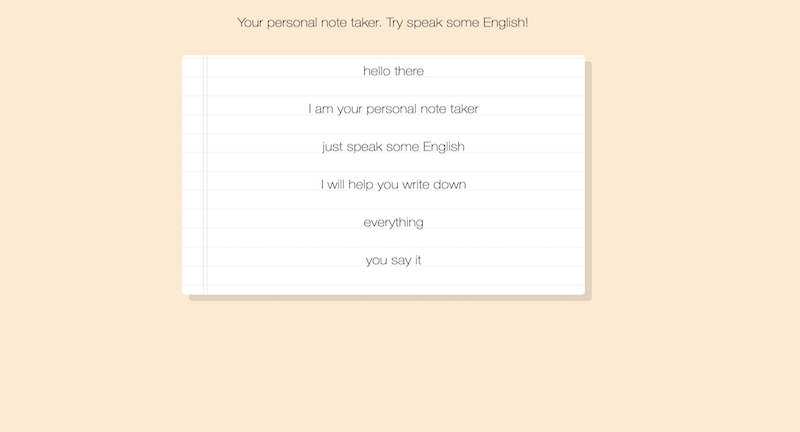 Your personal note taker. Try speak some English!
hello there
I am your personal note taker
just speak some English
I will help you write down
everything
you say it